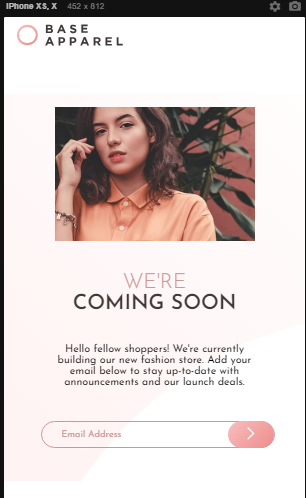 iPhone XS, X 452 x 812
BASE
APPAREL
WE'RE
COMING SOON
Hello fellow shoppers! We're currently
building our new fashion store. Add your
email below to stay up-to-date with
announcements and our launch deals.
Email Address